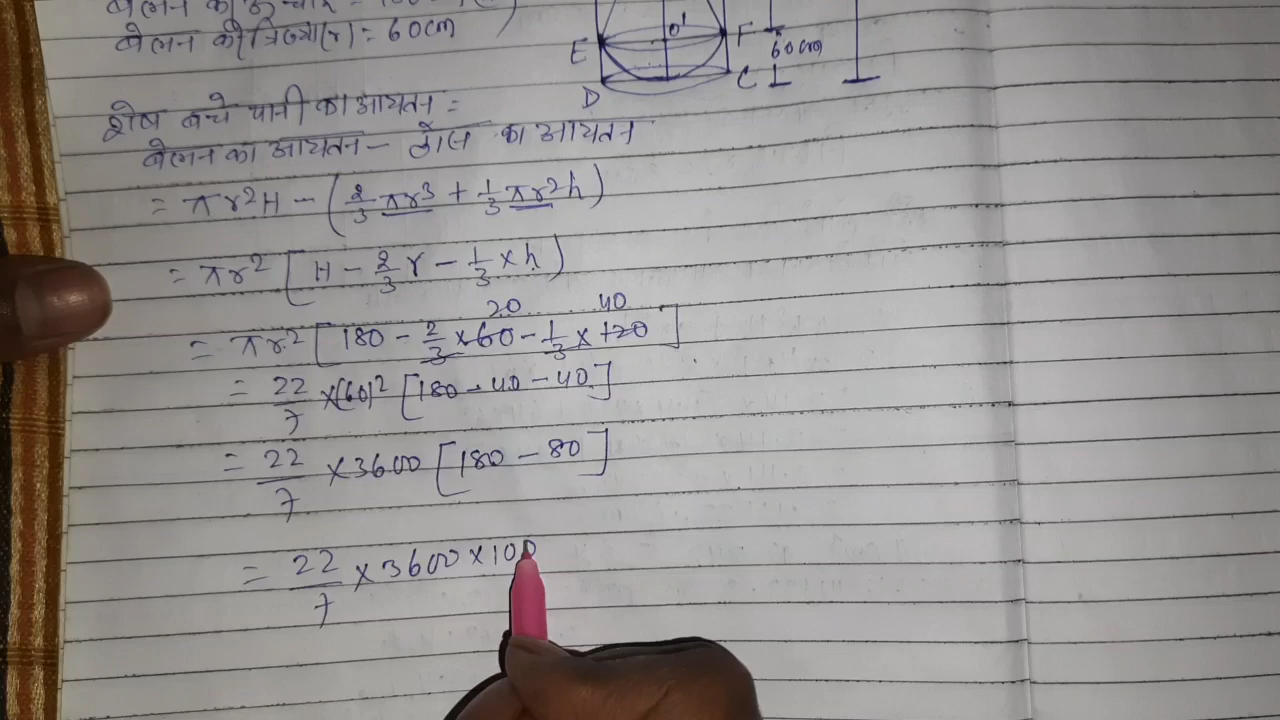 बेलन की त्रिज्या(r) = 60cm
E O' F 60cm
D C
शेष बचे पानी का आयतन =
बेलन का आयतन - ठोस का आयतन
= πr²H - (2/3 πr³ + 1/3 πr²h)
= πr² [H - 2/3 r - 1/3 × h)
20 40
= πr² [180 - 2/3 × 60 - 1/3 × 120]
= 22/7 × (60)² [180 - 40 - 40]
= 22/7 × 3600 [180 - 80]
= 22/7 × 3600 × 100